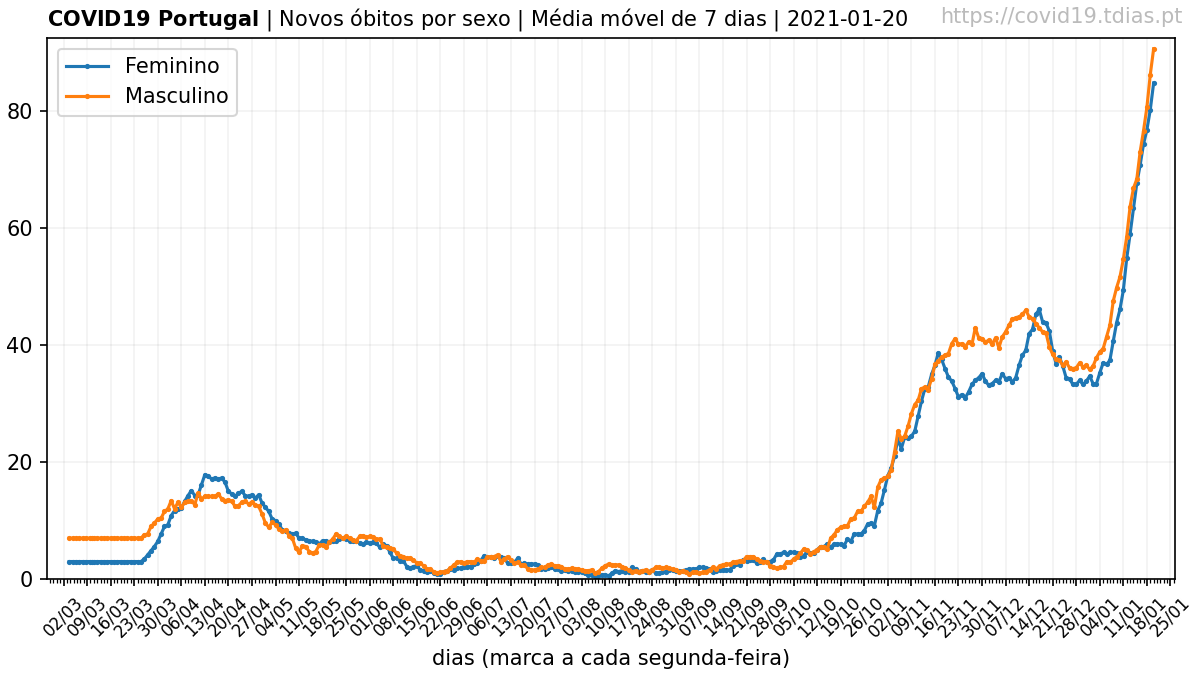 COVID19 Portugal | Novos óbitos por sexo | Média móvel de 7 dias | 2021-01-20
https://covid19.tdias.pt
Feminino
Masculino
80
60
40
20
0
02/03 09/03 16/03 23/03 30/03 06/04 13/04 20/04 27/04 04/05 11/05 18/05 25/05 01/06 08/06 15/06 22/06 29/06 06/07 13/07 20/07 27/07 03/08 10/08 17/08 24/08 31/08 07/09 14/09 21/09 28/09 05/10 12/10 19/10 26/10 02/11 09/11 16/11 23/11 30/11 07/12 14/12 21/12 28/12 04/01 11/01 18/01 25/01
dias (marca a cada segunda-feira)